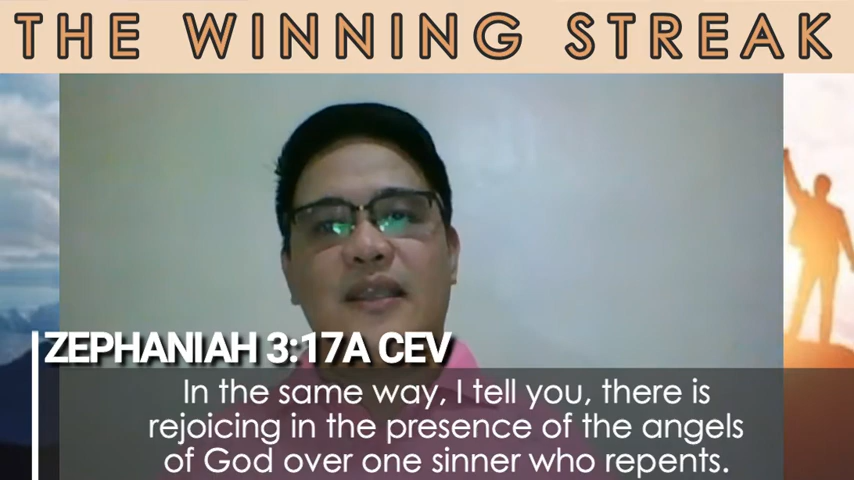 THE WINNING STREAK
ZEPHANIAH 3:17A CEV
In the same way, I tell you, there is
rejoicing in the presence of the angels
of God over one sinner who repents.